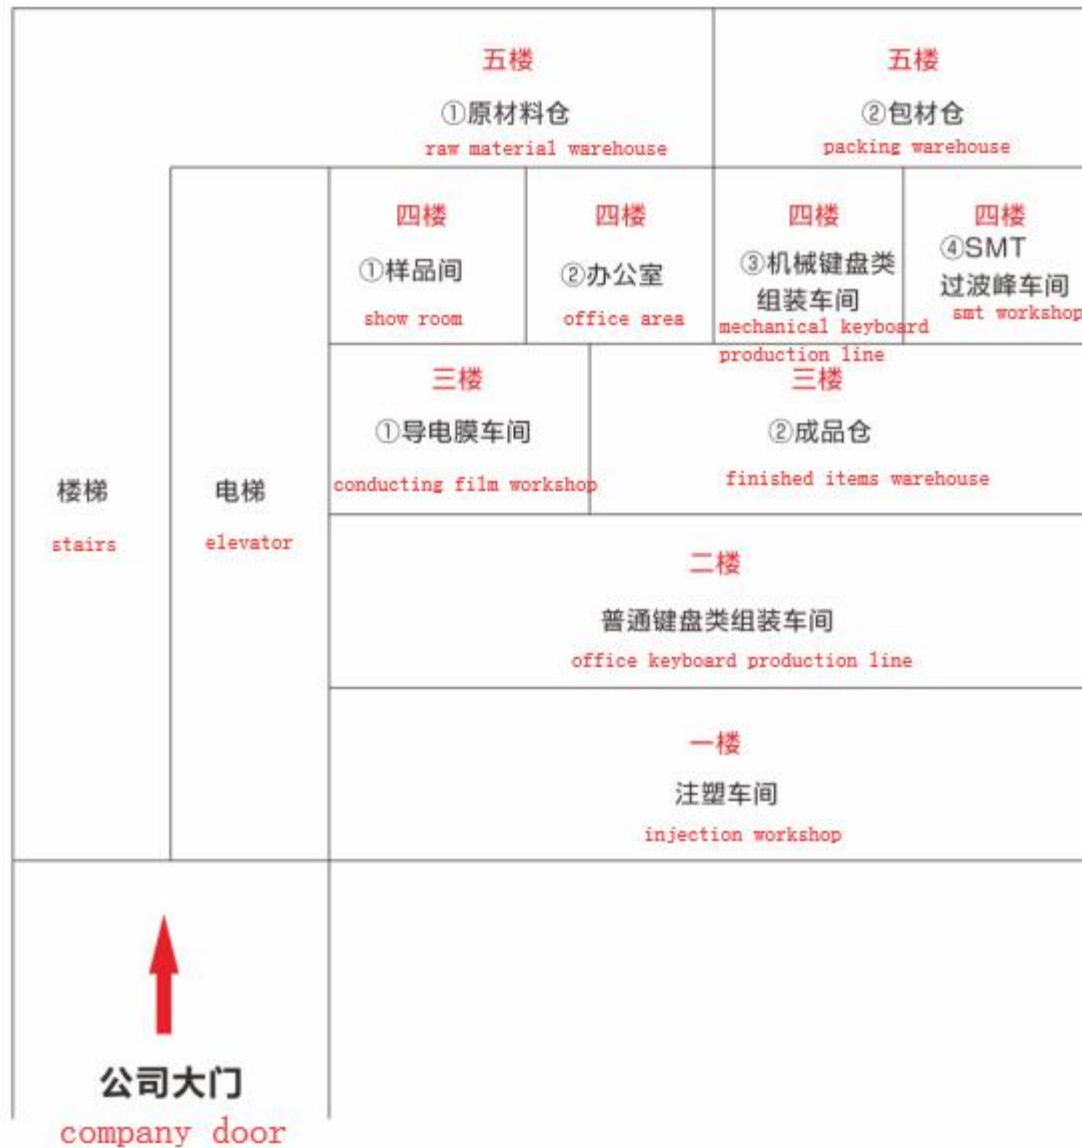 五楼
①原材料仓
raw material warehouse
五楼
②包材仓
packing warehouse
四楼
①样品间
show room
四楼
②办公室
office area
四楼
③机械键盘类
组装车间
mechanical keyboard
production line
四楼
④SMT
过波峰车间
smt workshop
三楼
①导电膜车间
conducting film workshop
三楼
②成品仓
finished items warehouse
楼梯
stairs
电梯
elevator
二楼
普通键盘类组装车间
office keyboard production line
一楼
注塑车间
injection workshop
公司大门
company door